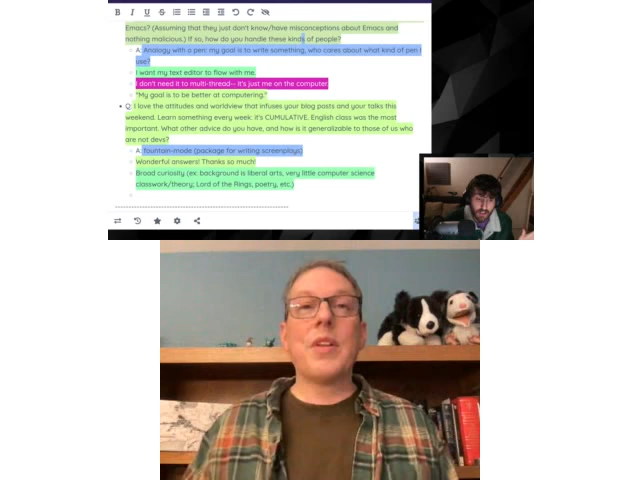 B I U S
Emacs? (Assuming that they just don't know/have misconceptions about Emacs and
nothing malicious.) If so, how do you handle these kinds of people?
A: Analogy with a pen: my goal is to write something, who cares about what kind of pen I
use?
I want my text editor to flow with me.
I don't need it to multi-thread-- it's just me on the computer.
"My goal is to be better at computering."
Q: I love the attitudes and worldview that infuses your blog posts and your talks this
weekend. Learn something every week: it's CUMULATIVE. English class was the most
important. What other advice do you have, and how is it generalizable to those of us who
are not devs?
A: fountain-mode (package for writing screenplays)
Wonderful answers! Thanks so much!
Broad curiosity (ex: background is liberal arts, very little computer science
classwork/theory; Lord of the Rings, poetry, etc.)